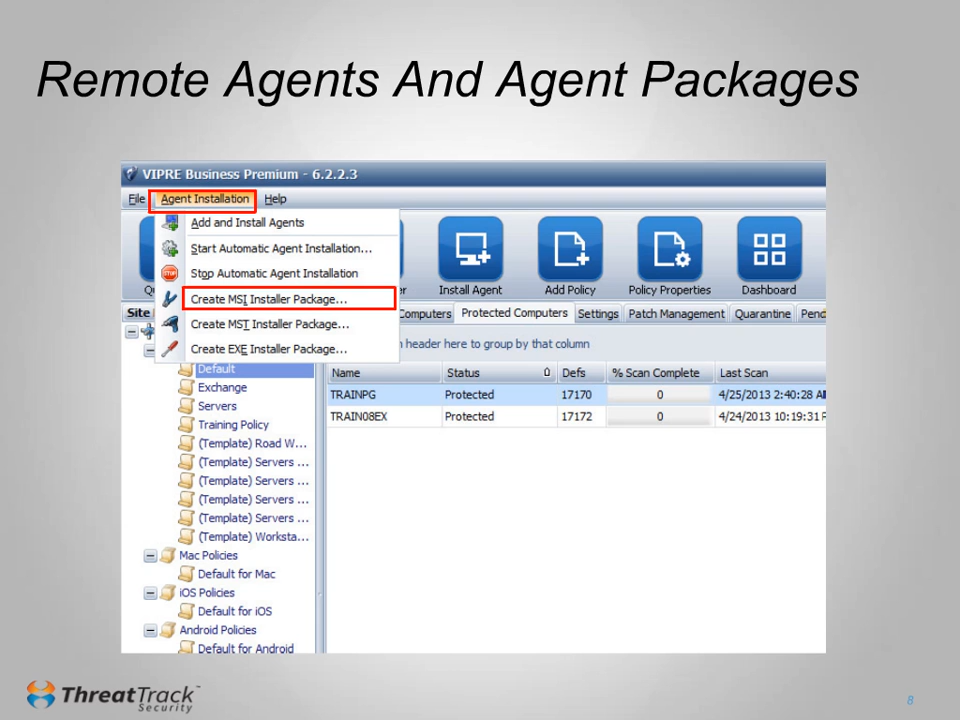 Remote Agents And Agent Packages
VIPRE Business Premium - 6.2.2.3
File Agent Installation Help
Add and Install Agents
Start Automatic Agent Installation...
Stop Automatic Agent Installation
Create MSI Installer Package...
Create MST Installer Package...
Create EXE Installer Package...
Install Agent Add Policy Policy Properties Dashboard
Site
Computers Protected Computers Settings Patch Management Quarantine Pend
header here to group by that column
Name Status Defs % Scan Complete Last Scan
TRAINPG Protected 17170 0 4/25/2013 2:40:28 AM
TRAIN08EX Protected 17172 0 4/24/2013 10:19:31
Default
Exchange
Servers
Training Policy
(Template) Road W...
(Template) Servers ...
(Template) Servers ...
(Template) Servers ...
(Template) Servers ...
(Template) Worksta...
Mac Policies
Default for Mac
iOS Policies
Default for iOS
Android Policies
Default for Android
STOP
ThreatTrack™
Security
8